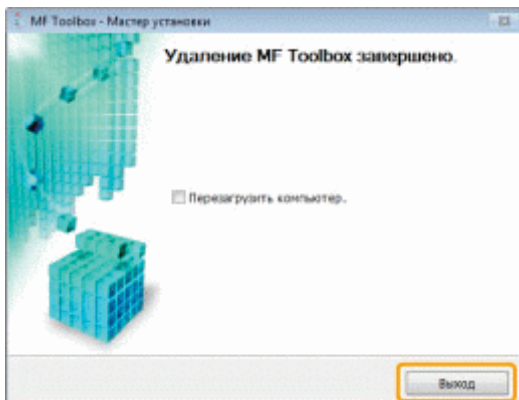 MF Toolbox - Мастер установки
Удаление MF Toolbox завершено.
Перезагрузить компьютер.
Выход